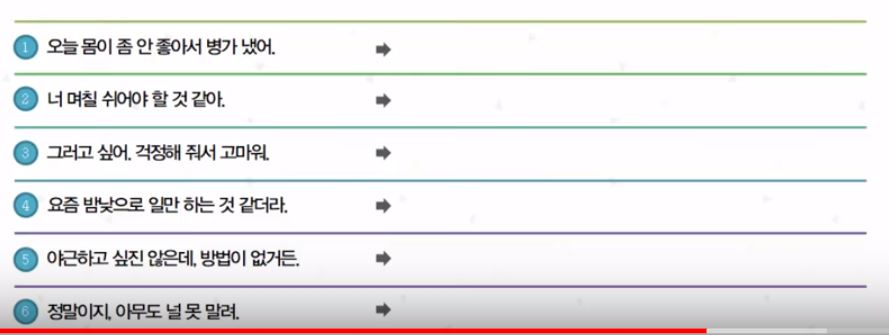 1 오늘 몸이 좀 안 좋아서 병가 냈어. ➡
2 너 며칠 쉬어야 할 것 같아. ➡
3 그러고 싶어. 걱정해 줘서 고마워. ➡
4 요즘 밤낮으로 일만 하는 것 같더라. ➡
5 야근하고 싶진 않은데, 방법이 없거든. ➡
6 정말이지, 아무도 널 못 말려. ➡